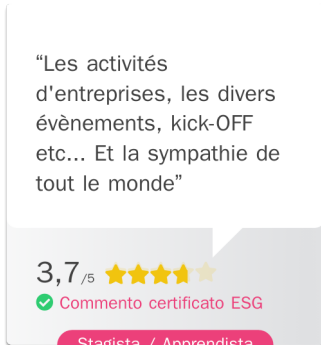 “Les activités
d'entreprises, les divers
évènements, kick-OFF
etc... Et la sympathie de
tout le monde”
3,7/5
Commento certificato ESG
Stagista / Apprendista